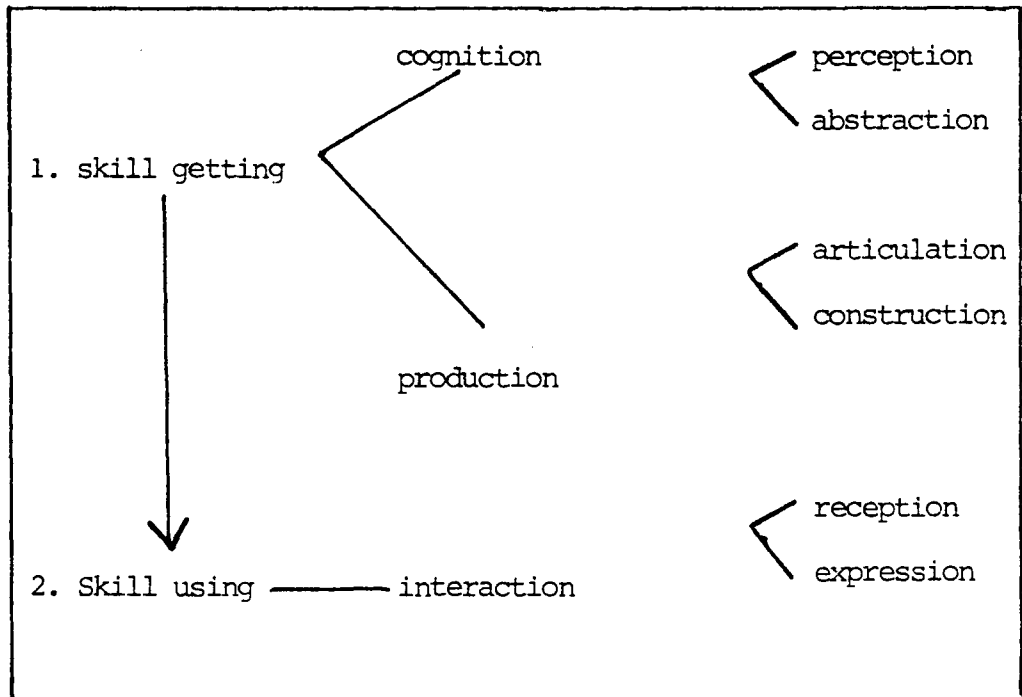 cognition
perception
abstraction
1. skill getting
articulation
construction
production
reception
expression
2. Skill using
interaction